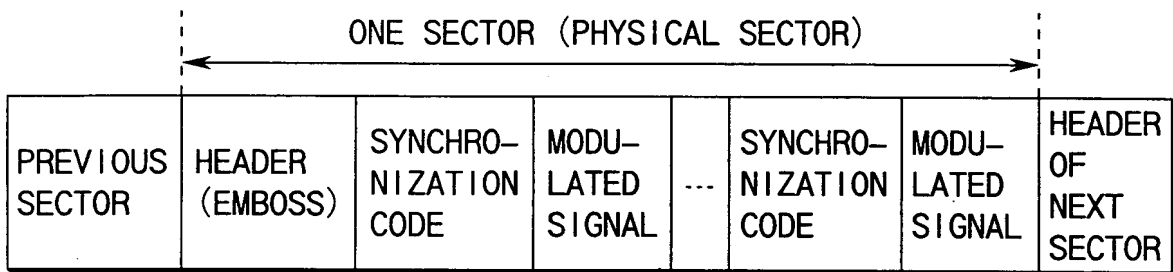 ONE SECTOR (PHYSICAL SECTOR)
PREVIOUS
SECTOR
HEADER
(EMBOSS)
SYNCHRO-
NIZATION
CODE
MODU-
LATED
SIGNAL
---
SYNCHRO-
NIZATION
CODE
MODU-
LATED
SIGNAL
HEADER
OF
NEXT
SECTOR